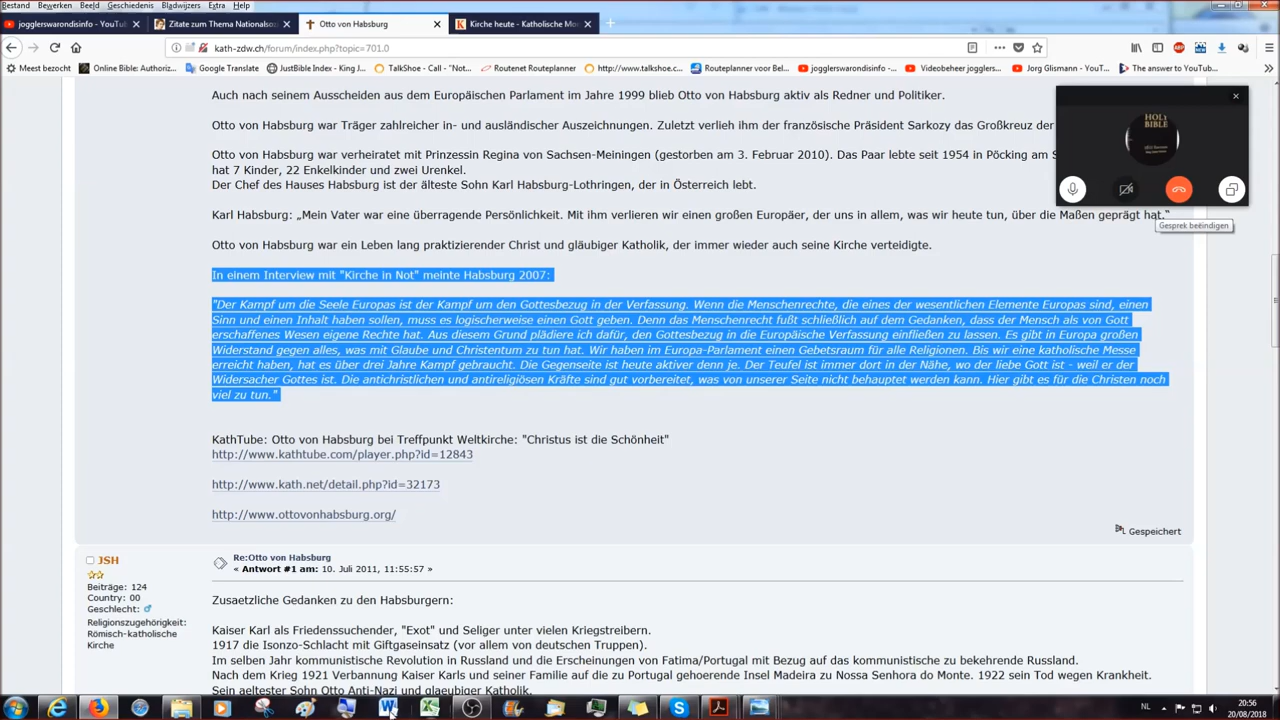 Bestand Bewerken Beeld Geschiedenis Bladwijzers Extra Help
jogglerswarondisinfo - YouTu
Zitate zum Thema Nationalso
Otto von Habsburg
Kirche heute - Katholische Mo
kath-zdw.ch/forum/index.php?topic=701.0
Meest bezocht
Online Bible: Authoriz...
Google Translate
JustBible Index - King J...
TalkShoe - Call - "Not...
Routenet Routeplanner
http://www.talkshoe.c...
Routeplanner voor Bel...
jogglerswarondisinfo -...
Videobeheer jogglers...
Jorg Glismann - YouT...
The answer to YouTub...
Auch nach seinem Ausscheiden aus dem Europäischen Parlament im Jahre 1999 blieb Otto von Habsburg aktiv als Redner und Politiker.
Otto von Habsburg war Träger zahlreicher in- und ausländischer Auszeichnungen. Zuletzt verlieh ihm der französische Präsident Sarkozy das Großkreuz der
Otto von Habsburg war verheiratet mit Prinzessin Regina von Sachsen-Meiningen (gestorben am 3. Februar 2010). Das Paar lebte seit 1954 in Pöcking am S
hat 7 Kinder, 22 Enkelkinder und zwei Urenkel.
Der Chef des Hauses Habsburg ist der älteste Sohn Karl Habsburg-Lothringen, der in Österreich lebt.
Karl Habsburg: „Mein Vater war eine überragende Persönlichkeit. Mit ihm verlieren wir einen großen Europäer, der uns in allem, was wir heute tun, über die Maßen geprägt hat.“
Otto von Habsburg war ein Leben lang praktizierender Christ und gläubiger Katholik, der immer wieder auch seine Kirche verteidigte.
In einem Interview mit "Kirche in Not" meinte Habsburg 2007:
"Der Kampf um die Seele Europas ist der Kampf um den Gottesbezug in der Verfassung. Wenn die Menschenrechte, die eines der wesentlichen Elemente Europas sind, einen
Sinn und einen Inhalt haben sollen, muss es logischerweise einen Gott geben. Denn das Menschenrecht fußt schließlich auf dem Gedanken, dass der Mensch als von Gott
erschaffenes Wesen eigene Rechte hat. Aus diesem Grund plädiere ich dafür, den Gottesbezug in die Europäische Verfassung einfließen zu lassen. Es gibt in Europa großen
Widerstand gegen alles, was mit Glaube und Christentum zu tun hat. Wir haben im Europa-Parlament einen Gebetsraum für alle Religionen. Bis wir eine katholische Messe
erreicht haben, hat es über drei Jahre Kampf gebraucht. Die Gegenseite ist heute aktiver denn je. Der Teufel ist immer dort in der Nähe, wo der liebe Gott ist - weil er der
Widersacher Gottes ist. Die antichristlichen und antireligiösen Kräfte sind gut vorbereitet, was von unserer Seite nicht behauptet werden kann. Hier gibt es für die Christen noch
viel zu tun."
KathTube: Otto von Habsburg bei Treffpunkt Weltkirche: "Christus ist die Schönheit"
http://www.kathtube.com/player.php?id=12843
http://www.kath.net/detail.php?id=32173
http://www.ottovonhabsburg.org/
Gespeichert
HOLY
BIBLE
Gesprek beëindigen
JSH
Beiträge: 124
Country: 00
Geschlecht:
Religionszugehörigkeit:
Römisch-katholische
Kirche
Re:Otto von Habsburg
« Antwort #1 am: 10. Juli 2011, 11:55:57 »
Zusaetzliche Gedanken zu den Habsburgern:
Kaiser Karl als Friedenssuchender, "Exot" und Seliger unter vielen Kriegstreibern.
1917 die Isonzo-Schlacht mit Giftgaseinsatz (vor allem von deutschen Truppen).
Im selben Jahr kommunistische Revolution in Russland und die Erscheinungen von Fatima/Portugal mit Bezug auf das kommunistische zu bekehrende Russland.
Nach dem Krieg 1921 Verbannung Kaiser Karls und seiner Familie auf die zu Portugal gehoerende Insel Madeira zu Nossa Senhora do Monte. 1922 sein Tod wegen Krankheit.
Sein aeltester Sohn Otto Anti-Nazi und glaeubiger Katholik.
NL
20:56
20/08/2018